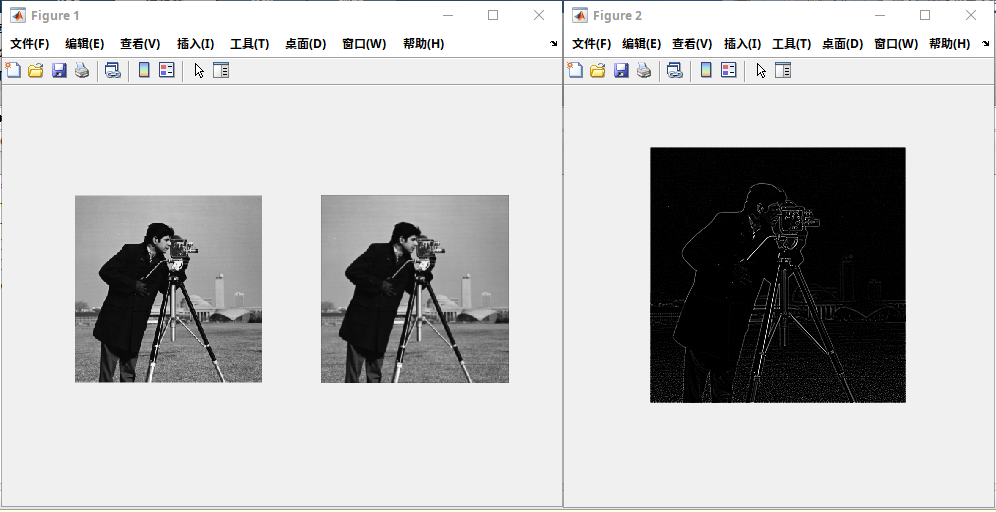 Figure 1
文件(F) 编辑(E) 查看(V) 插入(I) 工具(T) 桌面(D) 窗口(W) 帮助(H)
Figure 2
文件(F) 编辑(E) 查看(V) 插入(I) 工具(T) 桌面(D) 窗口(W) 帮助(H)